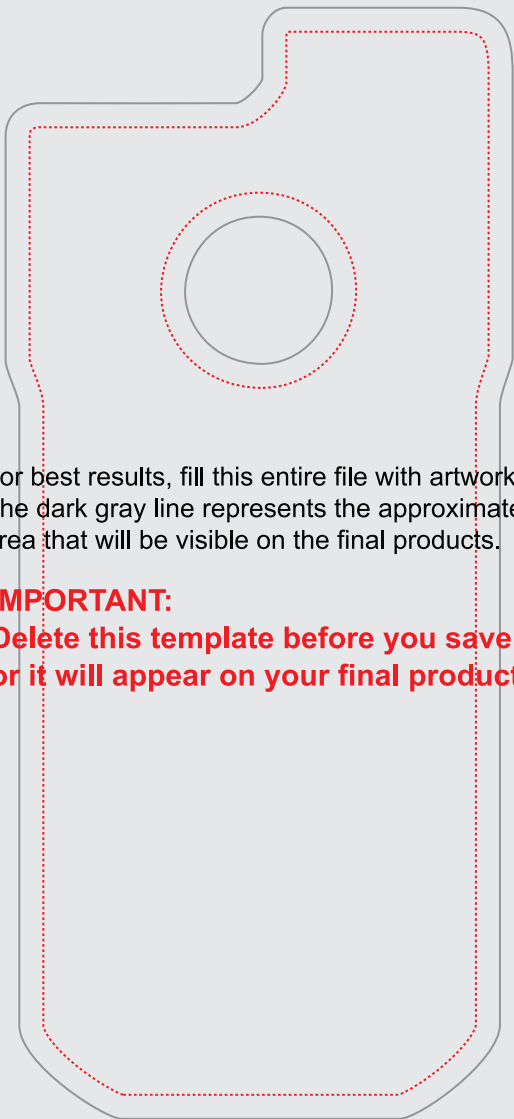 or best results, fill this entire file with artwork
he dark gray line represents the approximate
rea that will be visible on the final products.
MPORTANT:
Delete this template before you save
or it will appear on your final product